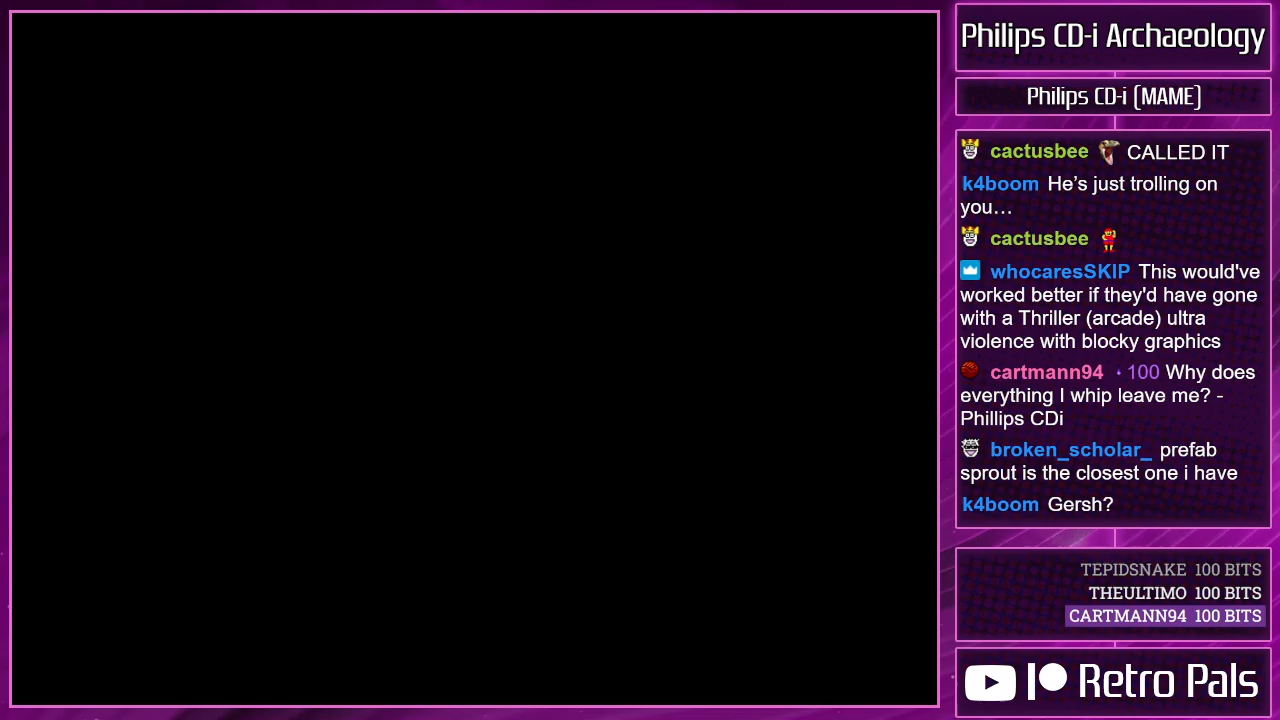 Philips CD-i Archaeology
Philips CD-i [MAME]
cactusbee CALLED IT
k4boom He’s just trolling on
you…
cactusbee
whocaresSKIP This would've
worked better if they'd have gone
with a Thriller (arcade) ultra
violence with blocky graphics
cartmann94 100 Why does
everything I whip leave me? -
Phillips CDi
broken_scholar_ prefab
sprout is the closest one i have
k4boom Gersh?
TEPIDSNAKE 100 BITS
THEULTIMO 100 BITS
CARTMANN94 100 BITS
Retro Pals